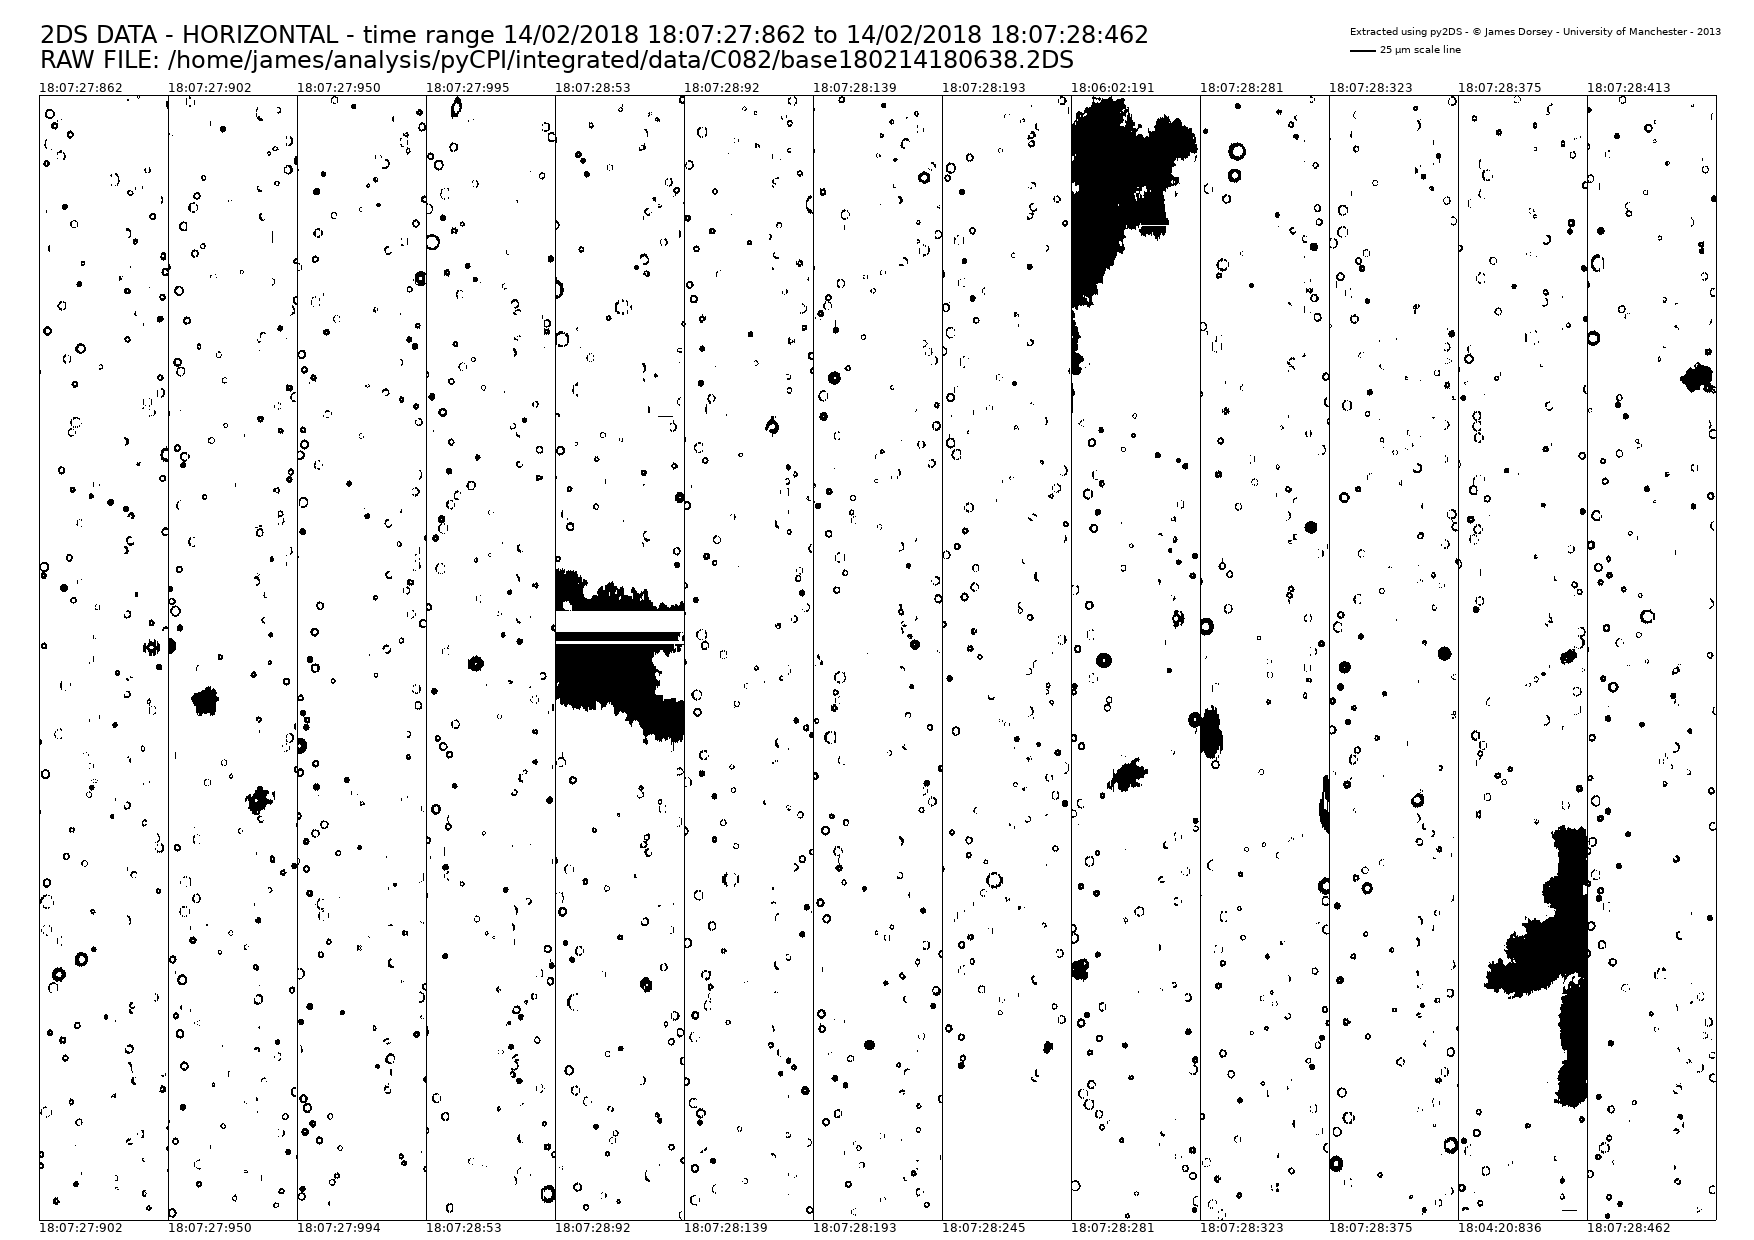 2DS DATA - HORIZONTAL - time range 14/02/2018 18:07:27:862 to 14/02/2018 18:07:28:462
Extracted using py2DS - © James Dorsey - University of Manchester - 2013
RAW FILE: /home/james/analysis/pyCPI/integrated/data/C082/base180214180638.2DS
25 µm scale line
18:07:27:862 18:07:27:902 18:07:27:950 18:07:27:995 18:07:28:53 18:07:28:92 18:07:28:139 18:07:28:193 18:06:02:191 18:07:28:281 18:07:28:323 18:07:28:375 18:07:28:413
18:07:27:902 18:07:27:950 18:07:27:994 18:07:28:53 18:07:28:92 18:07:28:139 18:07:28:193 18:07:28:245 18:07:28:281 18:07:28:323 18:07:28:375 18:04:20:836 18:07:28:462